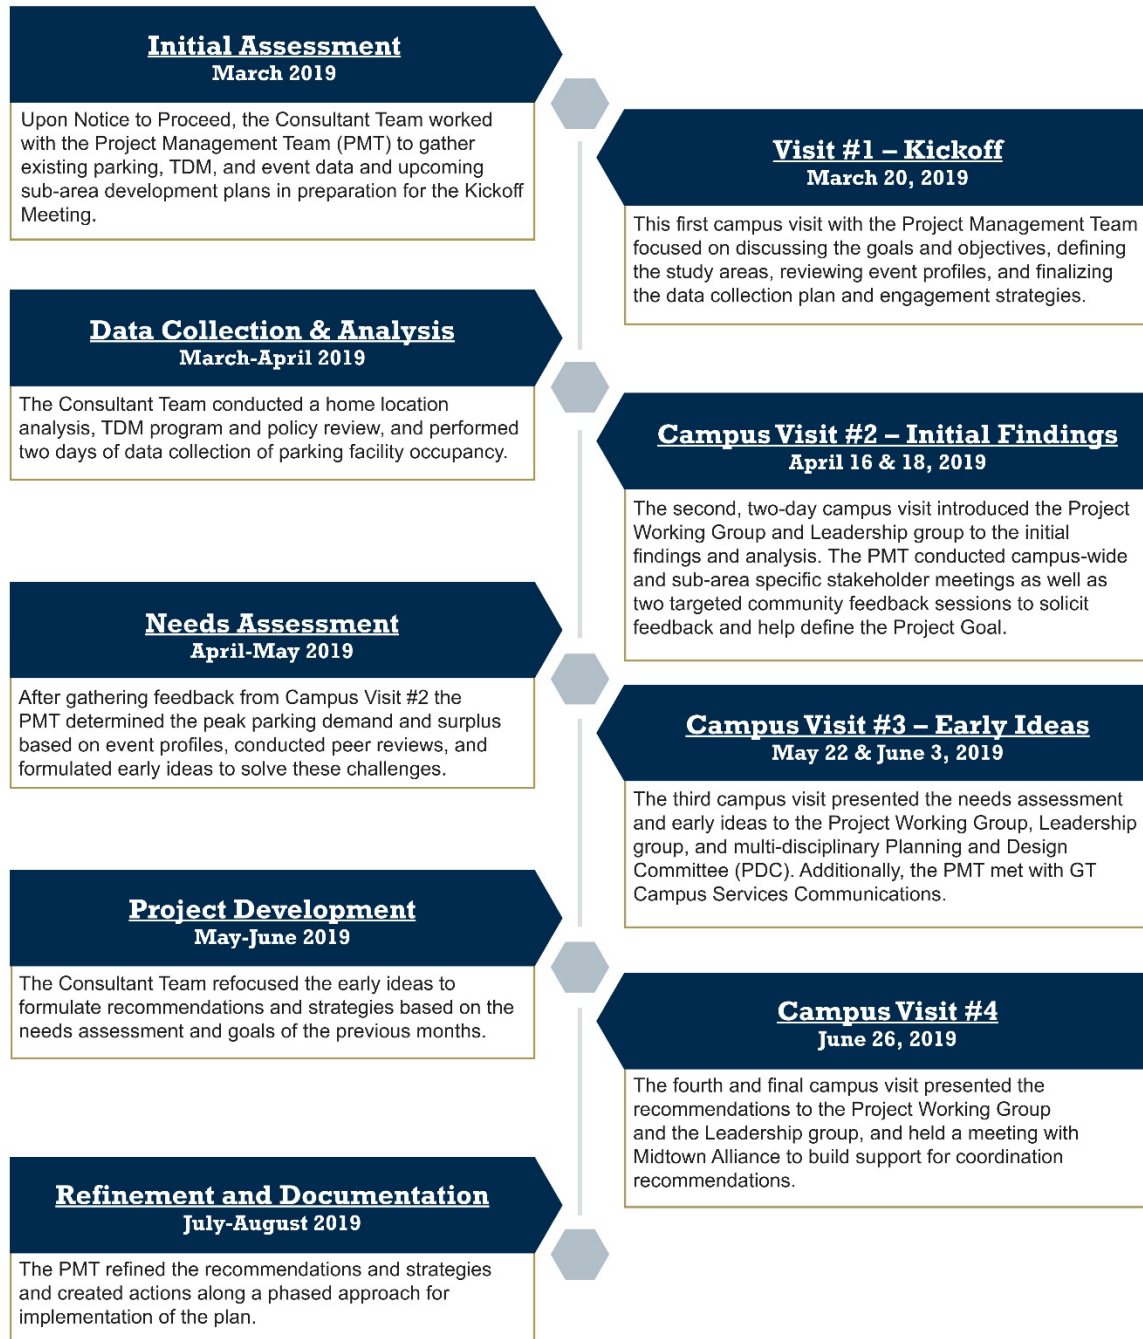 Initial Assessment
March 2019
Upon Notice to Proceed, the Consultant Team worked
with the Project Management Team (PMT) to gather
existing parking, TDM, and event data and upcoming
sub-area development plans in preparation for the Kickoff
Meeting.
Visit #1 – Kickoff
March 20, 2019
This first campus visit with the Project Management Team
focused on discussing the goals and objectives, defining
the study areas, reviewing event profiles, and finalizing
the data collection plan and engagement strategies.
Data Collection & Analysis
March-April 2019
The Consultant Team conducted a home location
analysis, TDM program and policy review, and performed
two days of data collection of parking facility occupancy.
Campus Visit #2 – Initial Findings
April 16 & 18, 2019
The second, two-day campus visit introduced the Project
Working Group and Leadership group to the initial
findings and analysis. The PMT conducted campus-wide
and sub-area specific stakeholder meetings as well as
two targeted community feedback sessions to solicit
feedback and help define the Project Goal.
Needs Assessment
April-May 2019
After gathering feedback from Campus Visit #2 the
PMT determined the peak parking demand and surplus
based on event profiles, conducted peer reviews, and
formulated early ideas to solve these challenges.
Campus Visit #3 – Early Ideas
May 22 & June 3, 2019
The third campus visit presented the needs assessment
and early ideas to the Project Working Group, Leadership
group, and multi-disciplinary Planning and Design
Committee (PDC). Additionally, the PMT met with GT
Campus Services Communications.
Project Development
May-June 2019
The Consultant Team refocused the early ideas to
formulate recommendations and strategies based on the
needs assessment and goals of the previous months.
Campus Visit #4
June 26, 2019
The fourth and final campus visit presented the
recommendations to the Project Working Group
and the Leadership group, and held a meeting with
Midtown Alliance to build support for coordination
recommendations.
Refinement and Documentation
July-August 2019
The PMT refined the recommendations and strategies
and created actions along a phased approach for
implementation of the plan.